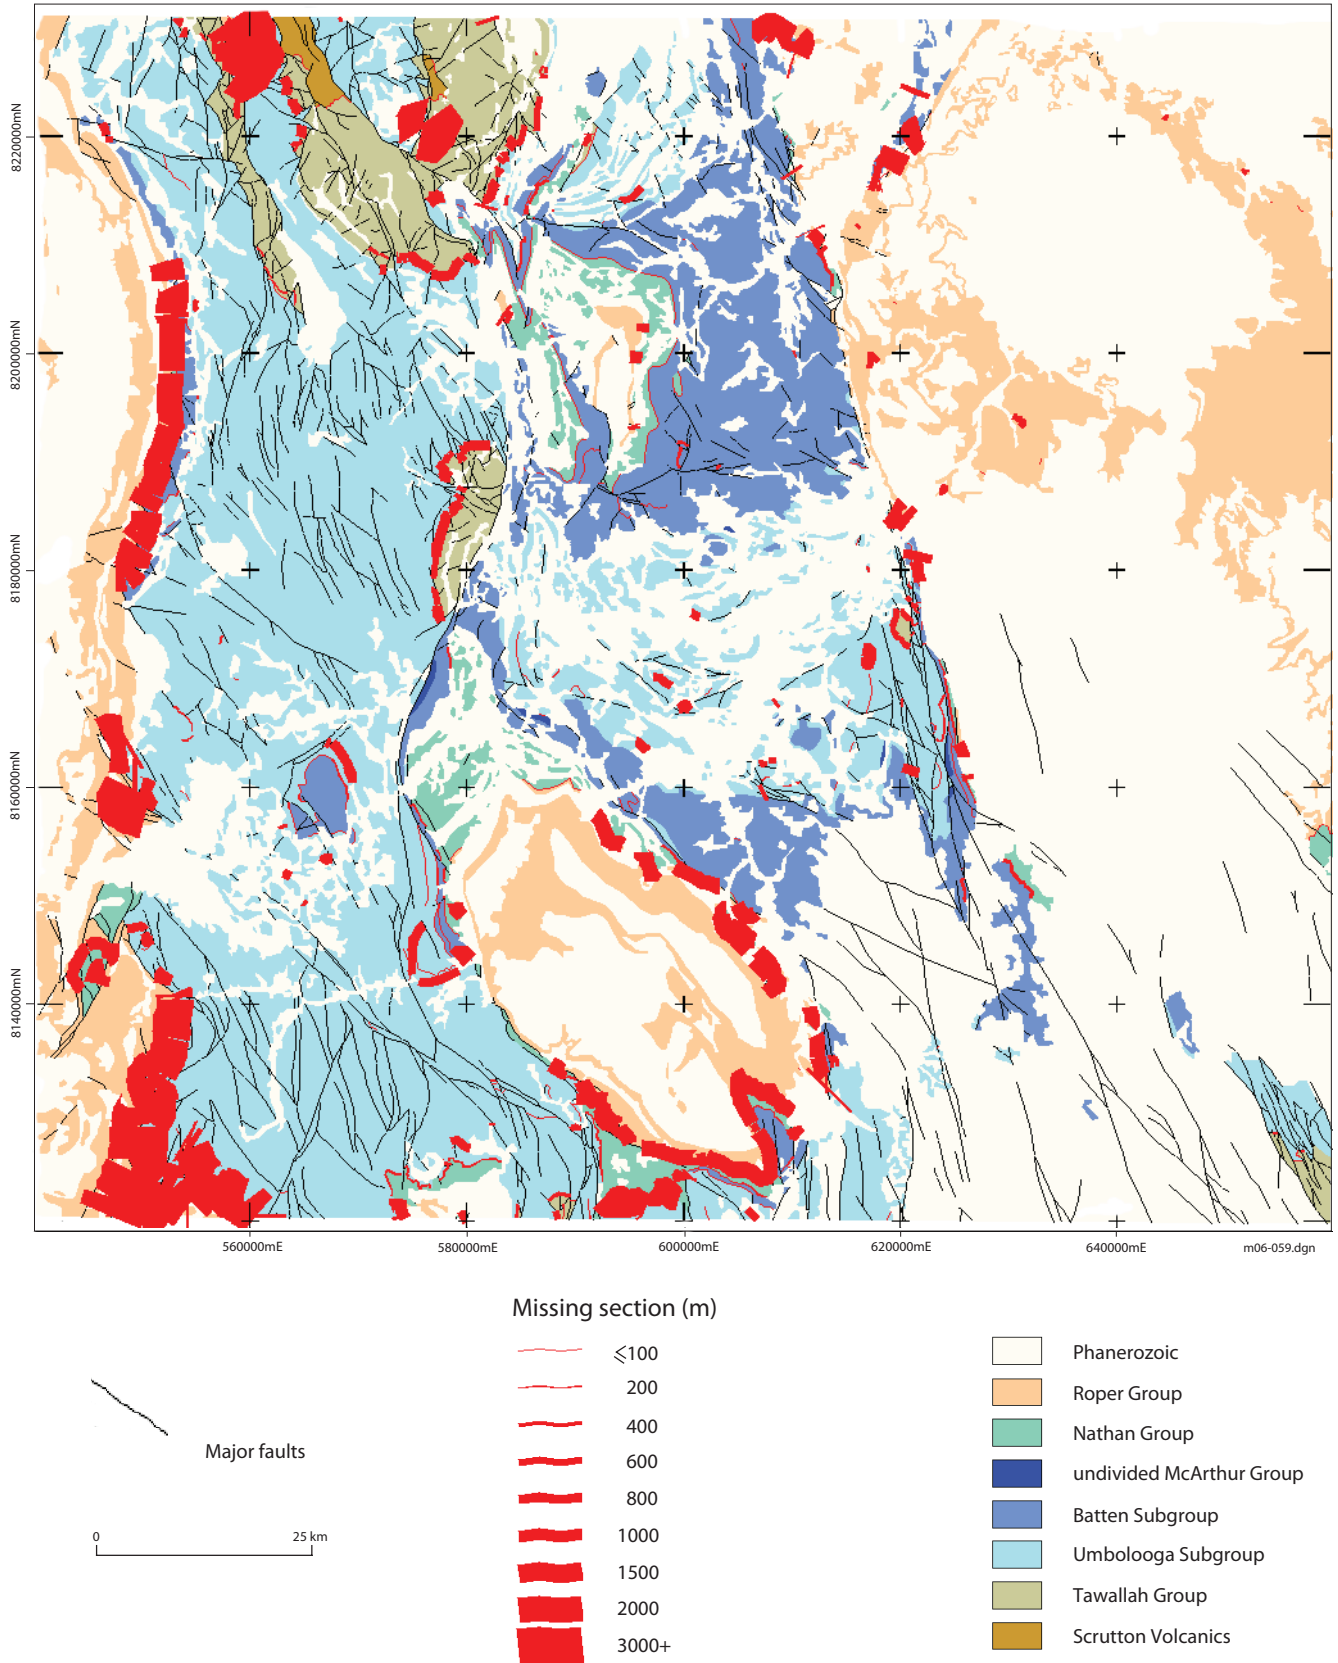 8220000mN
8200000mN
8180000mN
8160000mN
8140000mN
560000mE
580000mE
600000mE
620000mE
640000mE
m06-059.dgn
Missing section (m)
⩽100
200
400
600
800
1000
1500
2000
3000+
Major faults
0
25 km
Phanerozoic
Roper Group
Nathan Group
undivided McArthur Group
Batten Subgroup
Umbolooga Subgroup
Tawallah Group
Scrutton Volcanics